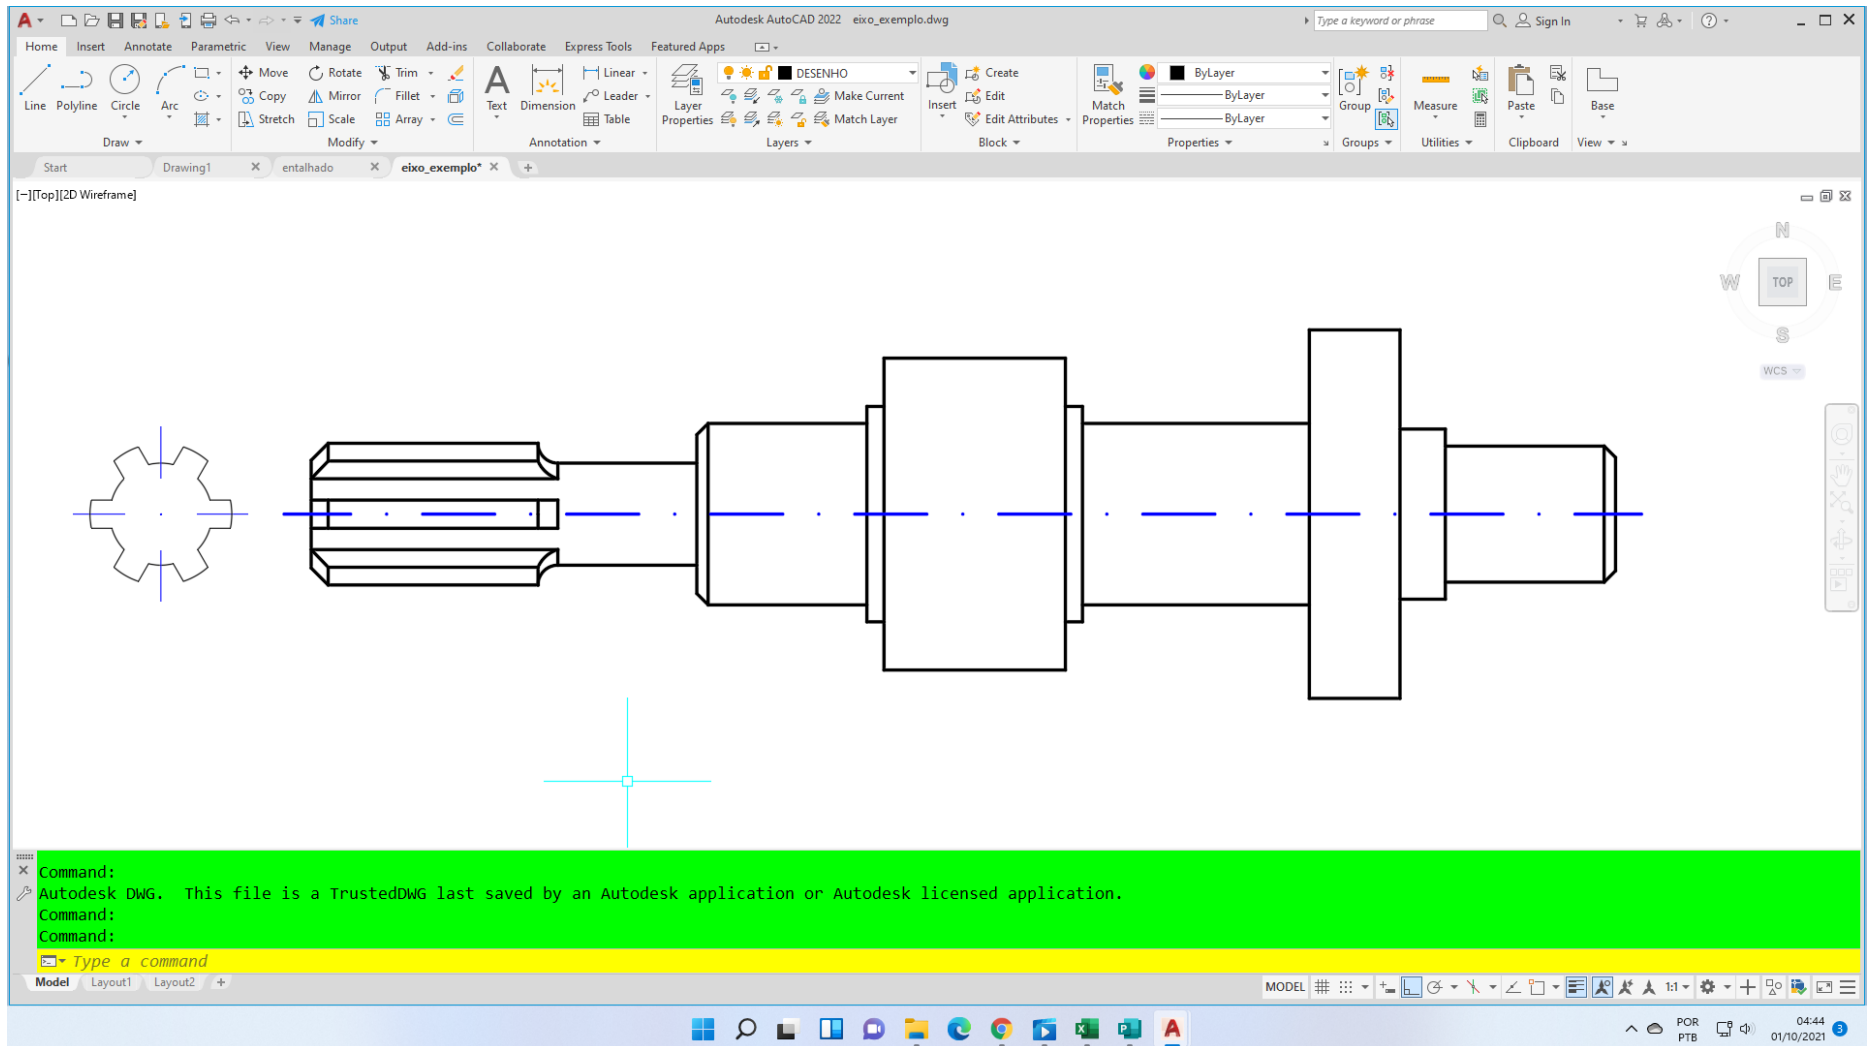 Share
Autodesk AutoCAD 2022 eixo_exemplo.dwg
Type a keyword or phrase
Sign In
Home Insert Annotate Parametric View Manage Output Add-ins Collaborate Express Tools Featured Apps
Line Polyline Circle Arc
Move Rotate Trim
Copy Mirror Fillet
Stretch Scale Array
Text Dimension
Linear
Leader
Table
Layer Properties
DESENHO
Make Current
Match Layer
Insert
Create
Edit
Edit Attributes
Match Properties
ByLayer
ByLayer
ByLayer
Group
Measure
Paste
Base
Draw Modify Annotation Layers Block Properties Groups Utilities Clipboard View
Start Drawing1 entalhado eixo_exemplo*
[−][Top][2D Wireframe]
N
W TOP E
S
WCS
Command:
Autodesk DWG.  This file is a TrustedDWG last saved by an Autodesk application or Autodesk licensed application.
Command:
Command:
Type a command
Model Layout1 Layout2 +
MODEL 1:1
POR
PTB
04:44
01/10/2021
3